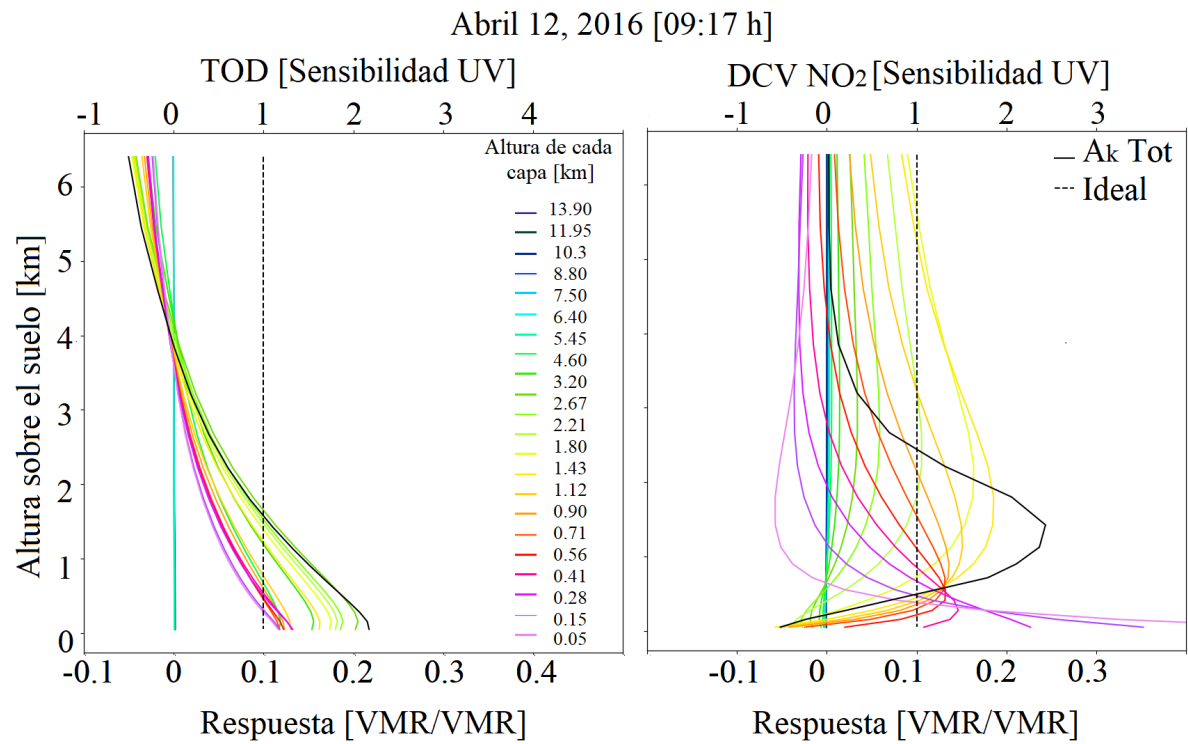 Abril 12, 2016 [09:17 h]
TOD [Sensibilidad UV]
-1 0 1 2 3 4
Altura sobre el suelo [km]
6
5
4
3
2
1
0
Altura de cada
capa [km]
13.90
11.95
10.3
8.80
7.50
6.40
5.45
4.60
3.20
2.67
2.21
1.80
1.43
1.12
0.90
0.71
0.56
0.41
0.28
0.15
0.05
-0.1 0 0.1 0.2 0.3 0.4
Respuesta [VMR/VMR]
DCV NO2 [Sensibilidad UV]
-1 0 1 2 3 4
Ak Tot
Ideal
-0.1 0 0.1 0.2 0.3
Respuesta [VMR/VMR]